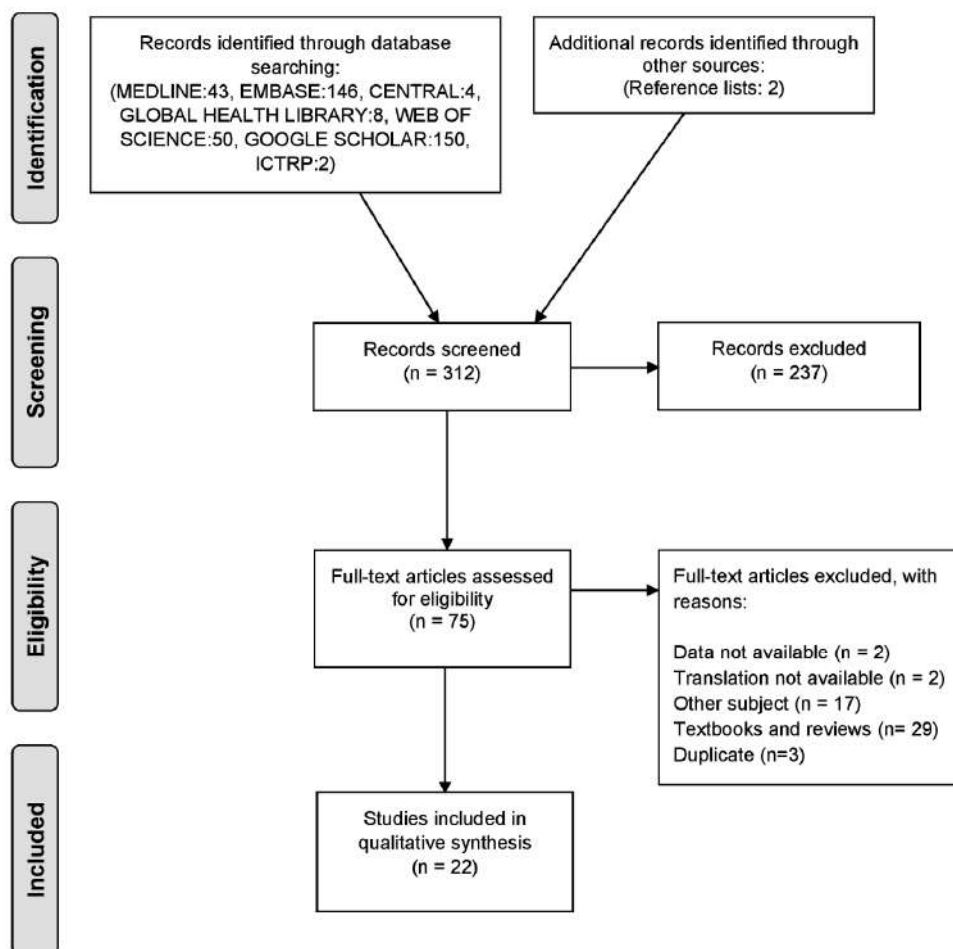 Identification
Records identified through database
searching:
(MEDLINE:43, EMBASE:146, CENTRAL:4,
GLOBAL HEALTH LIBRARY:8, WEB OF
SCIENCE:50, GOOGLE SCHOLAR:150,
ICTRP:2)
Additional records identified through
other sources:
(Reference lists: 2)
Screening
Records screened
(n = 312)
Records excluded
(n = 237)
Eligibility
Full-text articles assessed
for eligibility
(n = 75)
Full-text articles excluded, with
reasons:
Data not available (n = 2)
Translation not available (n = 2)
Other subject (n = 17)
Textbooks and reviews (n= 29)
Duplicate (n=3)
Included
Studies included in
qualitative synthesis
(n = 22)